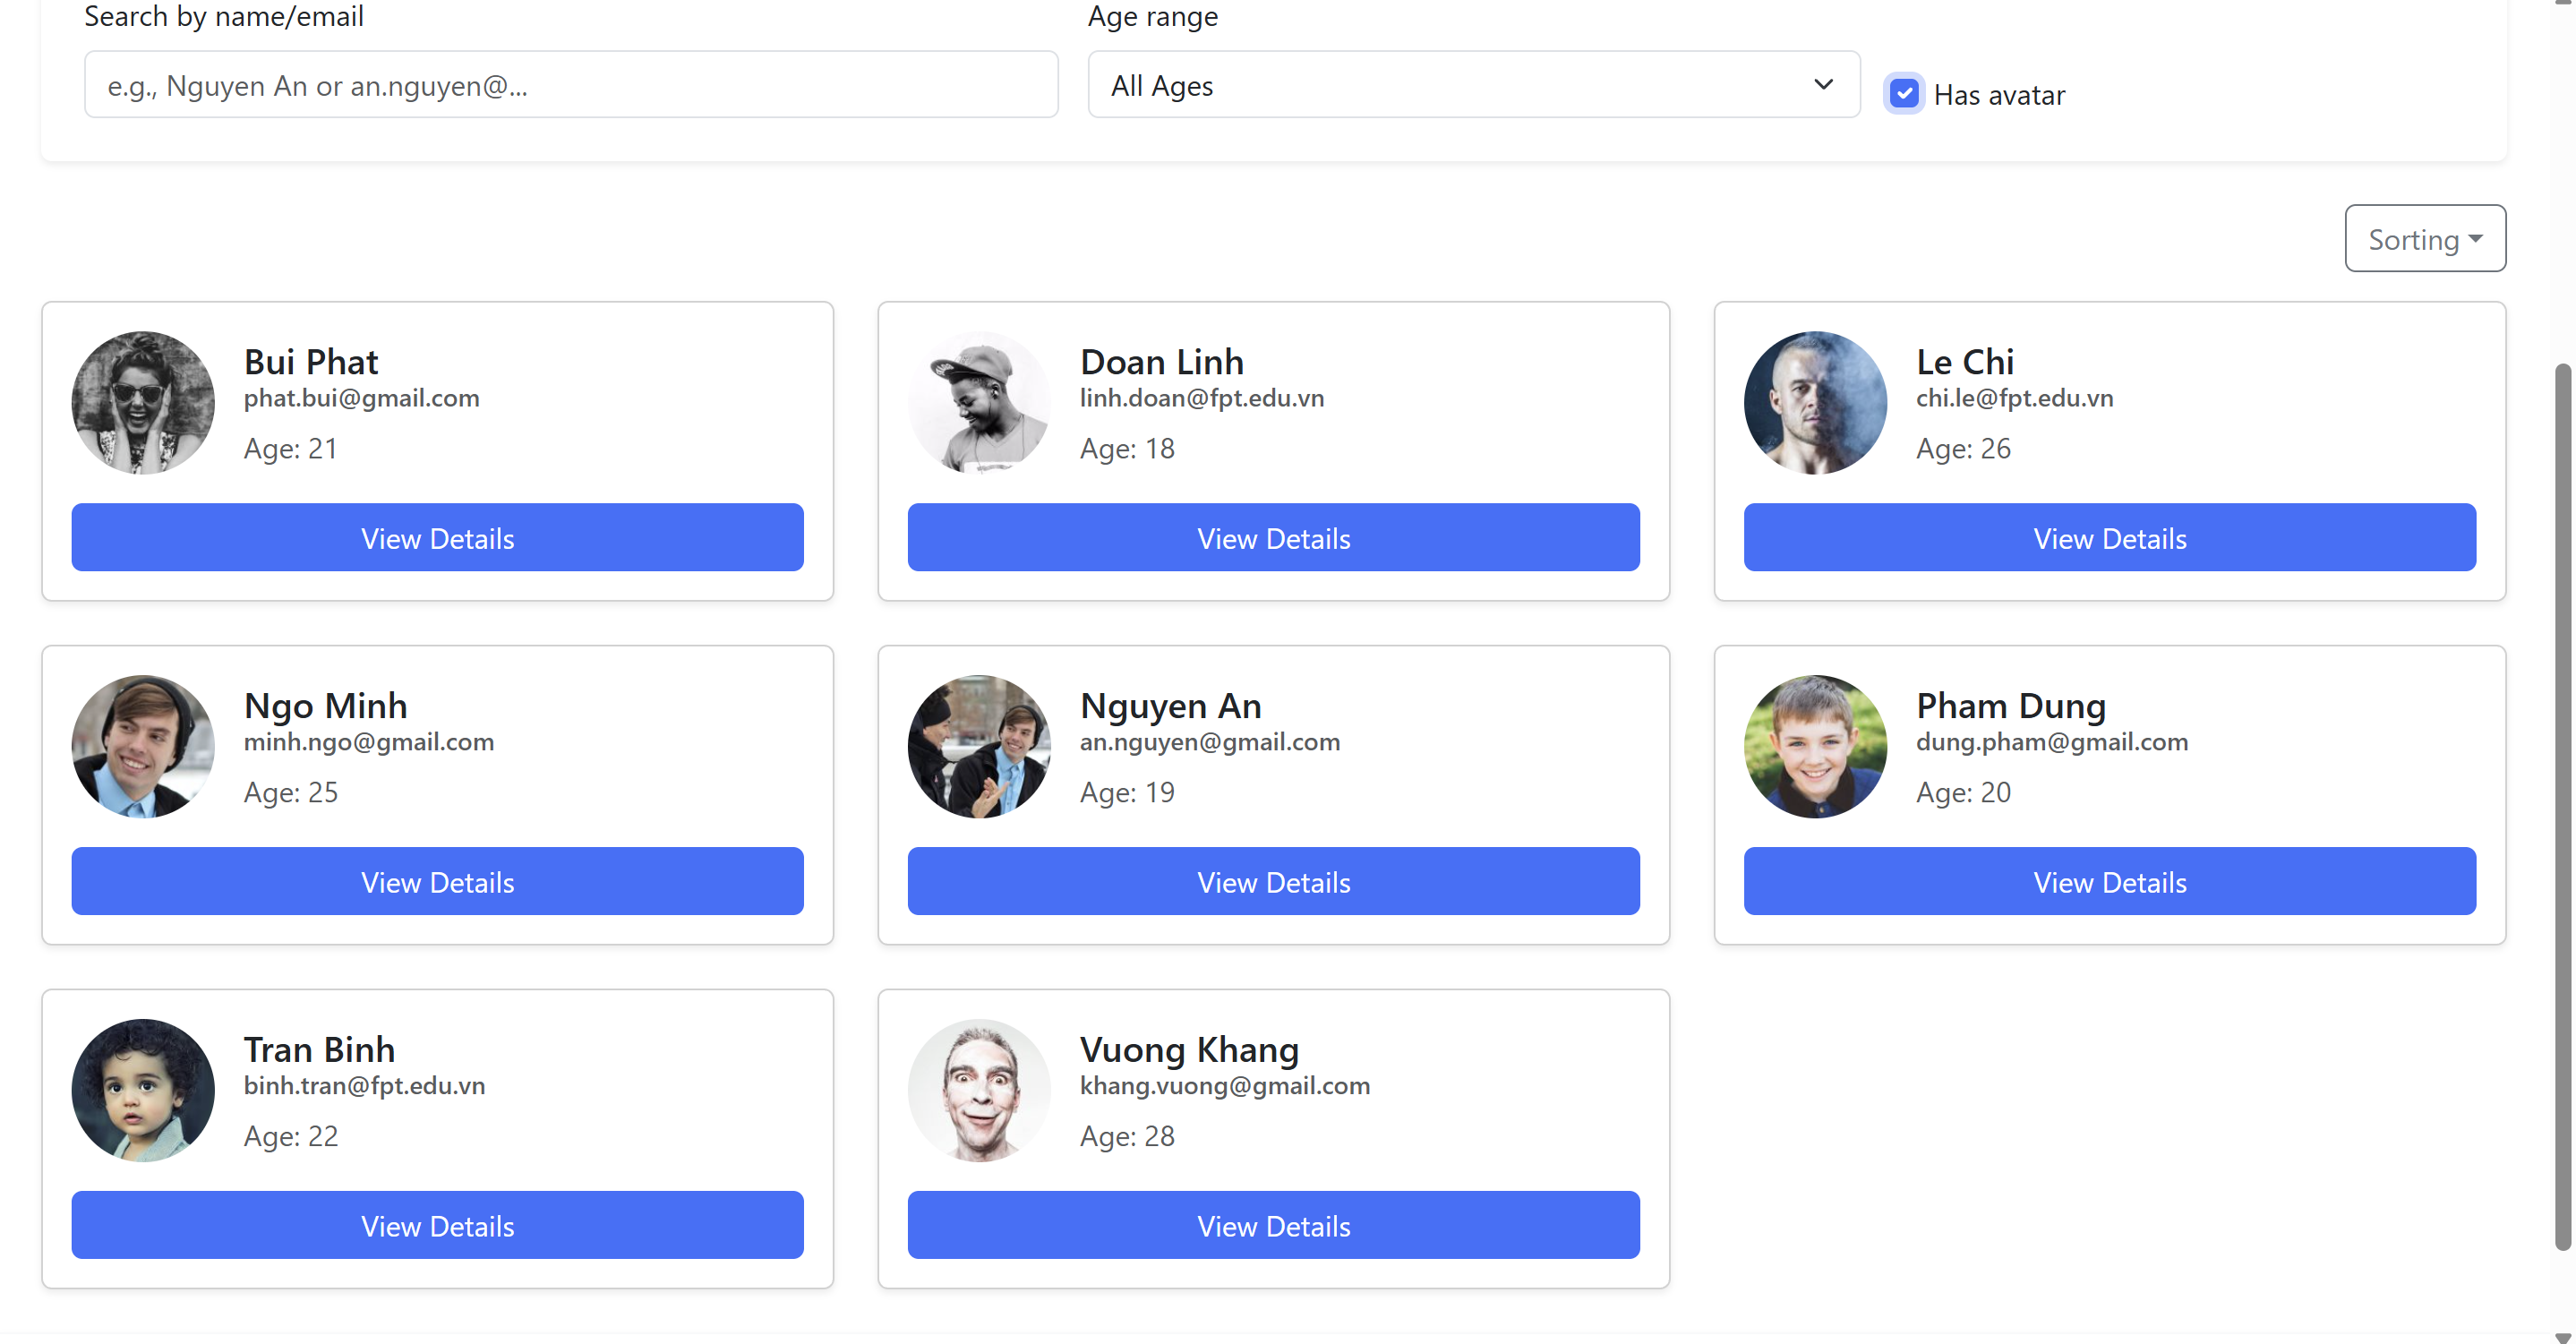 Search by name/email
Age range
e.g., Nguyen An or an.nguyen@...
All Ages
Has avatar
Sorting
Bui Phat
phat.bui@gmail.com
Age: 21
View Details
Doan Linh
linh.doan@fpt.edu.vn
Age: 18
View Details
Le Chi
chi.le@fpt.edu.vn
Age: 26
View Details
Ngo Minh
minh.ngo@gmail.com
Age: 25
View Details
Nguyen An
an.nguyen@gmail.com
Age: 19
View Details
Pham Dung
dung.pham@gmail.com
Age: 20
View Details
Tran Binh
binh.tran@fpt.edu.vn
Age: 22
View Details
Vuong Khang
khang.vuong@gmail.com
Age: 28
View Details